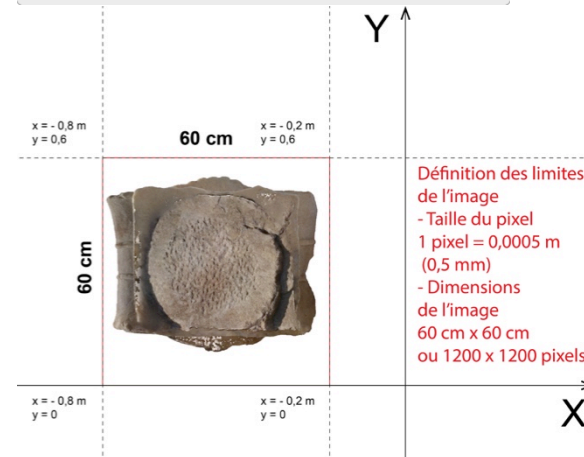 Y
x = - 0,8 m
y = 0,6
60 cm
x = - 0,2 m
y = 0,6
Définition des limites
de l'image
- Taille du pixel
1 pixel = 0,0005 m
(0,5 mm)
- Dimensions
de l'image
60 cm x 60 cm
ou 1200 x 1200 pixels
60 cm
x = - 0,8 m
y = 0
x = - 0,2 m
y = 0
X